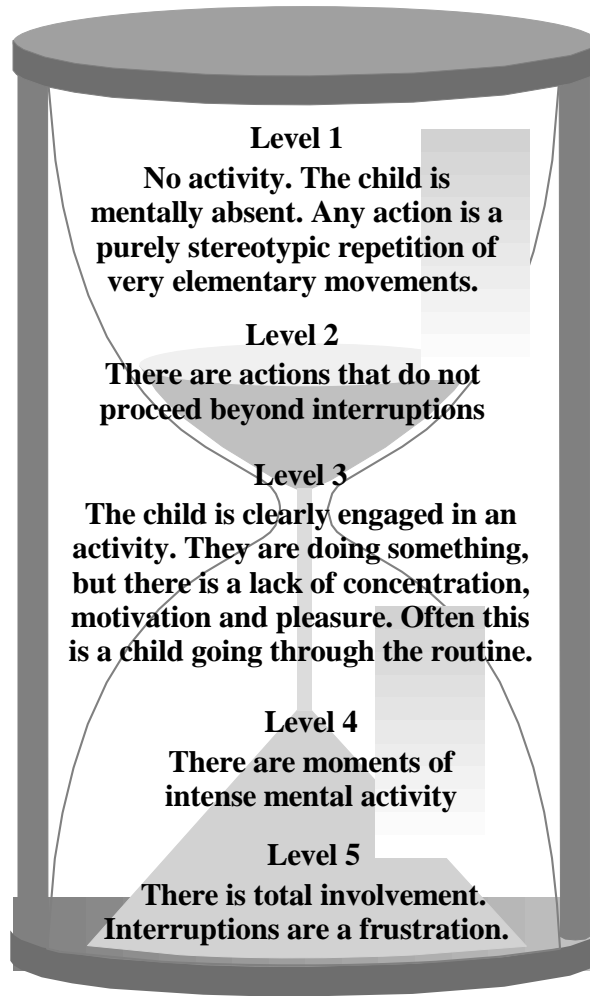 Level 1
No activity. The child is
mentally absent. Any action is a
purely stereotypic repetition of
very elementary movements.
Level 2
There are actions that do not
proceed beyond interruptions
Level 3
The child is clearly engaged in an
activity. They are doing something,
but there is a lack of concentration,
motivation and pleasure. Often this
is a child going through the routine.
Level 4
There are moments of
intense mental activity
Level 5
There is total involvement.
Interruptions are a frustration.